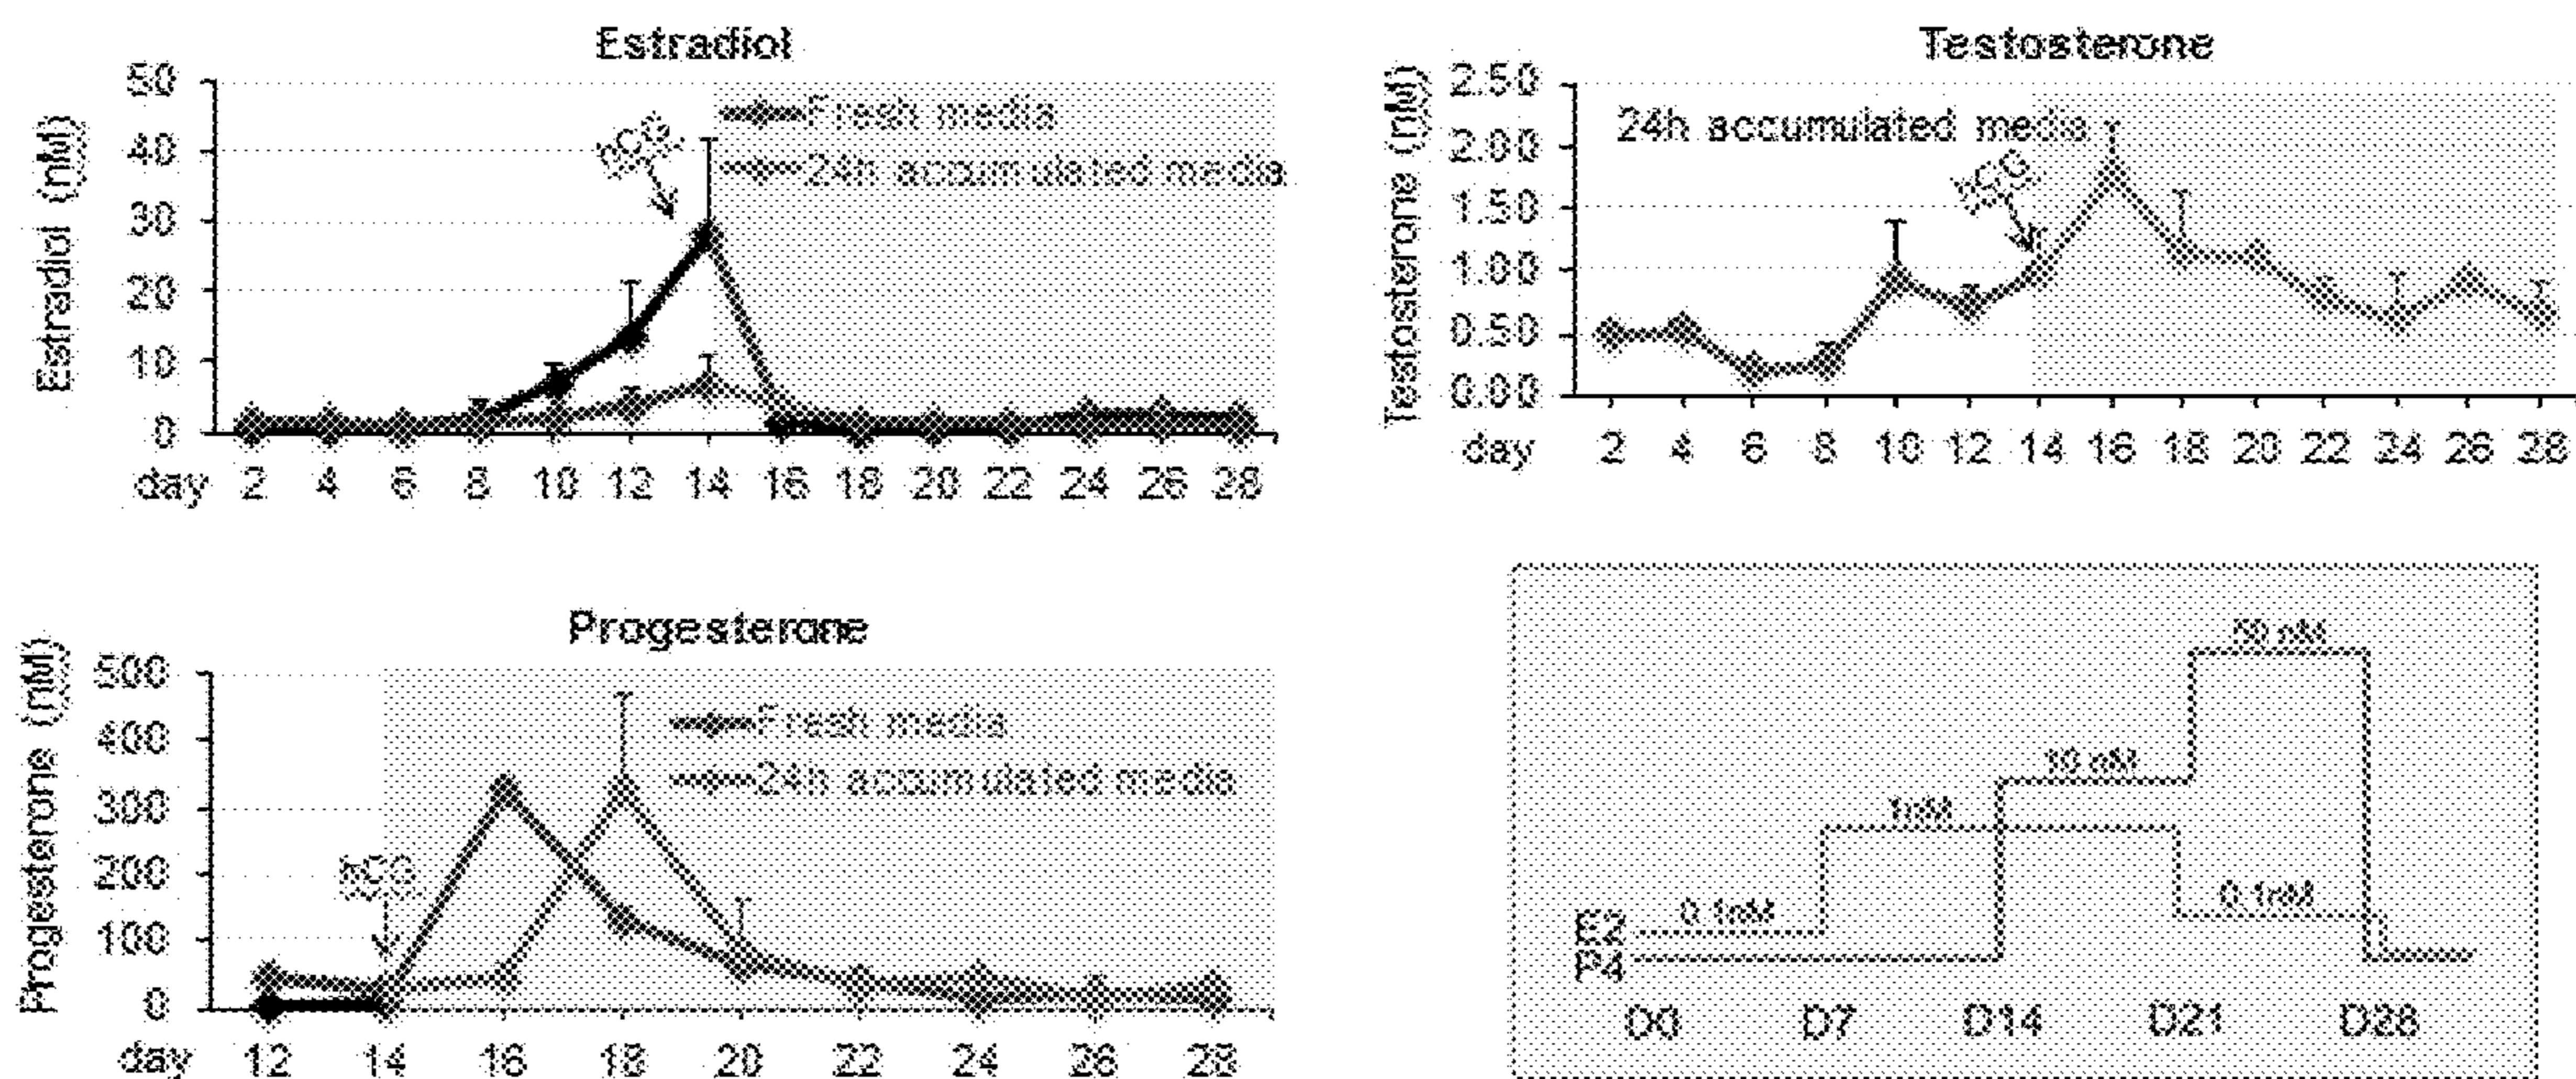 Estradiol
Estradiol (nM)
50
40
30
20
10
0
hCG
Fresh media
24h accumulated media
day 2 4 6 8 10 12 14 16 18 20 22 24 26 28
Testosterone
Testosterone (nM)
2.50
2.00
1.50
1.00
0.50
0.00
24h accumulated media
hCG
day 2 4 6 8 10 12 14 16 18 20 22 24 26 28
Progesterone
Progesterone (nM)
500
400
300
200
100
0
hCG
Fresh media
24h accumulated media
day 12 14 16 18 20 22 24 26 28
50 nM
10 nM
1nM
0.1nM
0.1nM
E2
P4
D0 D7 D14 D21 D28